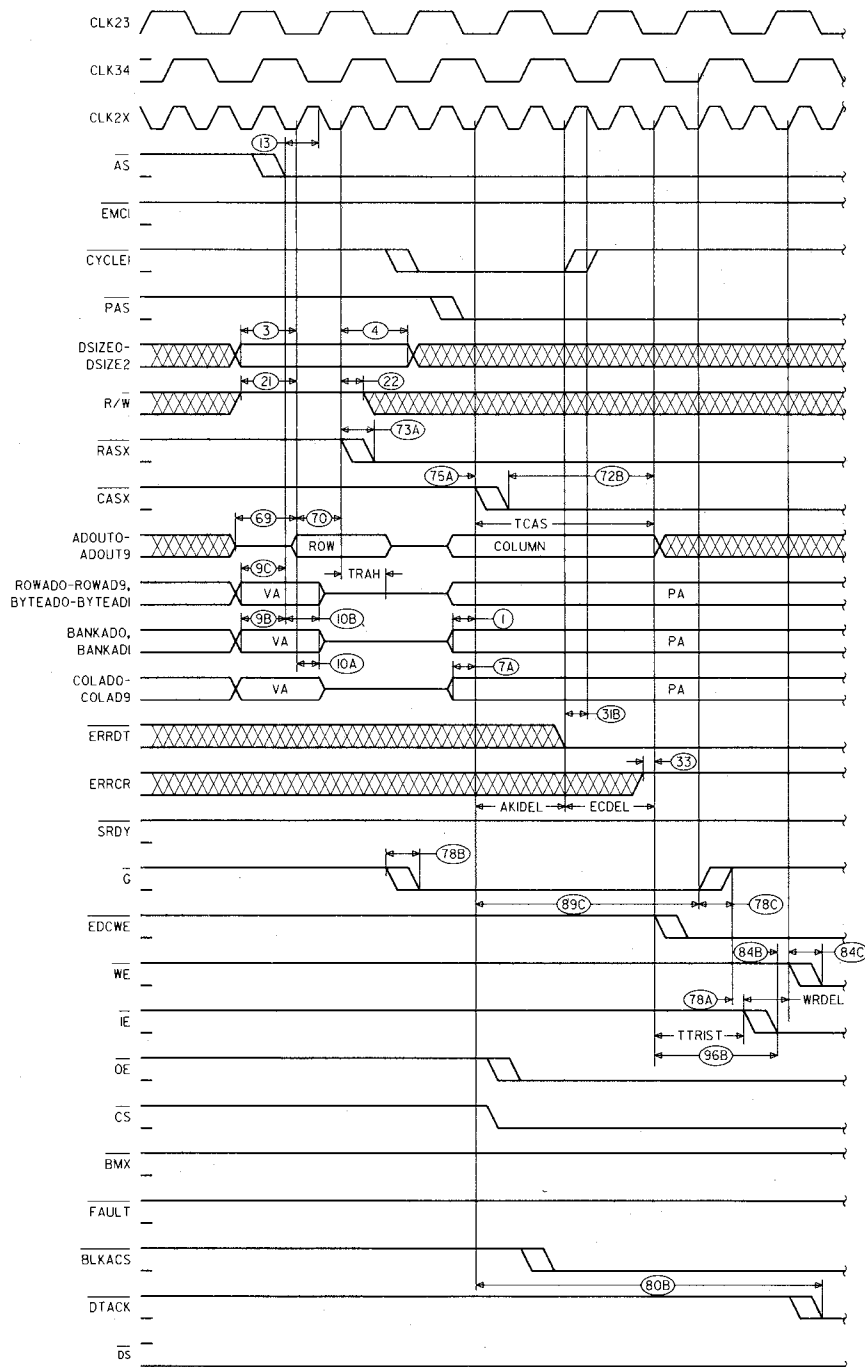 CLK23
CLK34
CLK2X
13
AS
EMCI
CYCLEI
PAS
3
4
DSIZE0-
DSIZE2
21
22
R/W
73A
RASX
75A
72B
CASX
TCAS
69
70
ADOUT0-
ADOUT9
ROW
COLUMN
9C
TRAH
ROWAD0-ROWAD9,
BYTEAD0-BYTEAD1
VA
PA
9B
10B
1
BANKAD0,
BANKAD1
VA
PA
10A
7A
COLAD0-
COLAD9
VA
PA
31B
ERRDT
33
ERRCR
AKIDEL
ECDEL
SRDY
78B
G
89C
78C
EDCWE
84B
84C
WE
78A
WRDEL
IE
TTRIST
96B
OE
CS
BMX
FAULT
BLKACS
80B
DTACK
DS